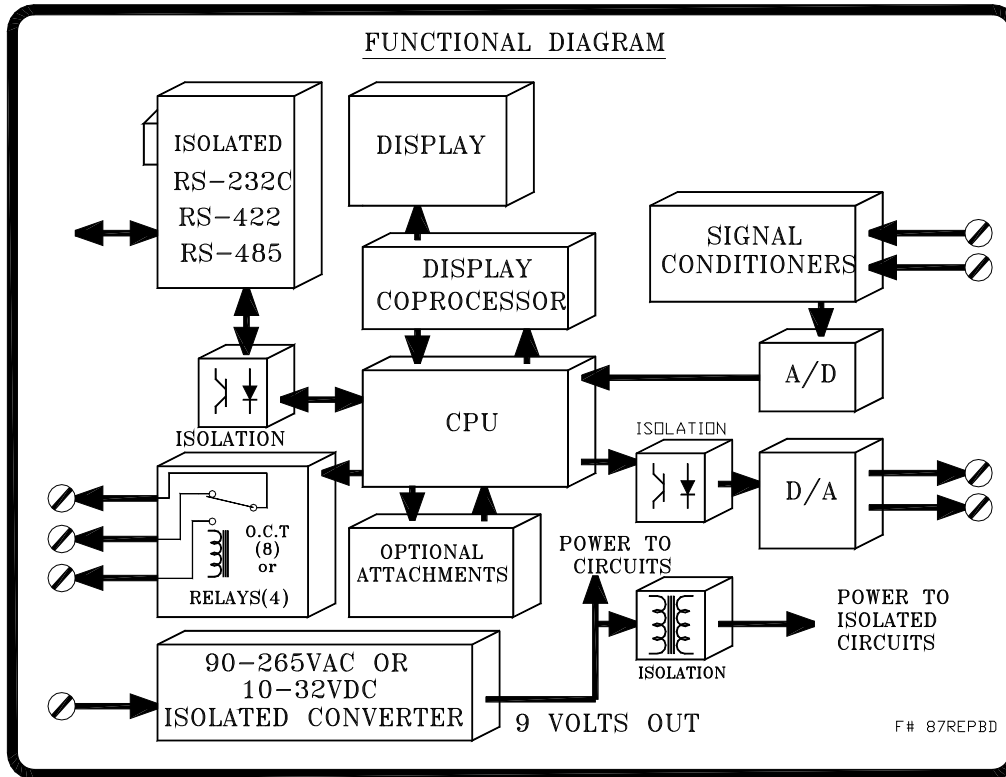 FUNCTIONAL DIAGRAM
ISOLATED
RS-232C
RS-422
RS-485
DISPLAY
DISPLAY
COPROCESSOR
SIGNAL
CONDITIONERS
A/D
CPU
ISOLATION
ISOLATION
D/A
O.C.T
(8)
or
RELAYS(4)
OPTIONAL
ATTACHMENTS
POWER TO
CIRCUITS
ISOLATION
POWER TO
ISOLATED
CIRCUITS
90-265VAC OR
10-32VDC
ISOLATED CONVERTER
9 VOLTS OUT
F# 87REPBD